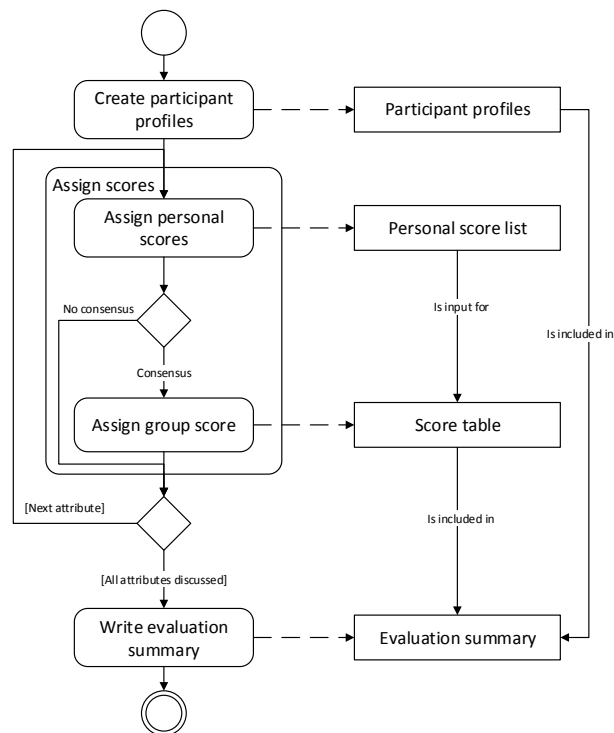 Create participant
profiles
Participant profiles
Assign scores
Assign personal
scores
Personal score list
No consensus
Is input for
Is included in
Consensus
Assign group score
Score table
[Next attribute]
Is included in
[All attributes discussed]
Write evaluation
summary
Evaluation summary